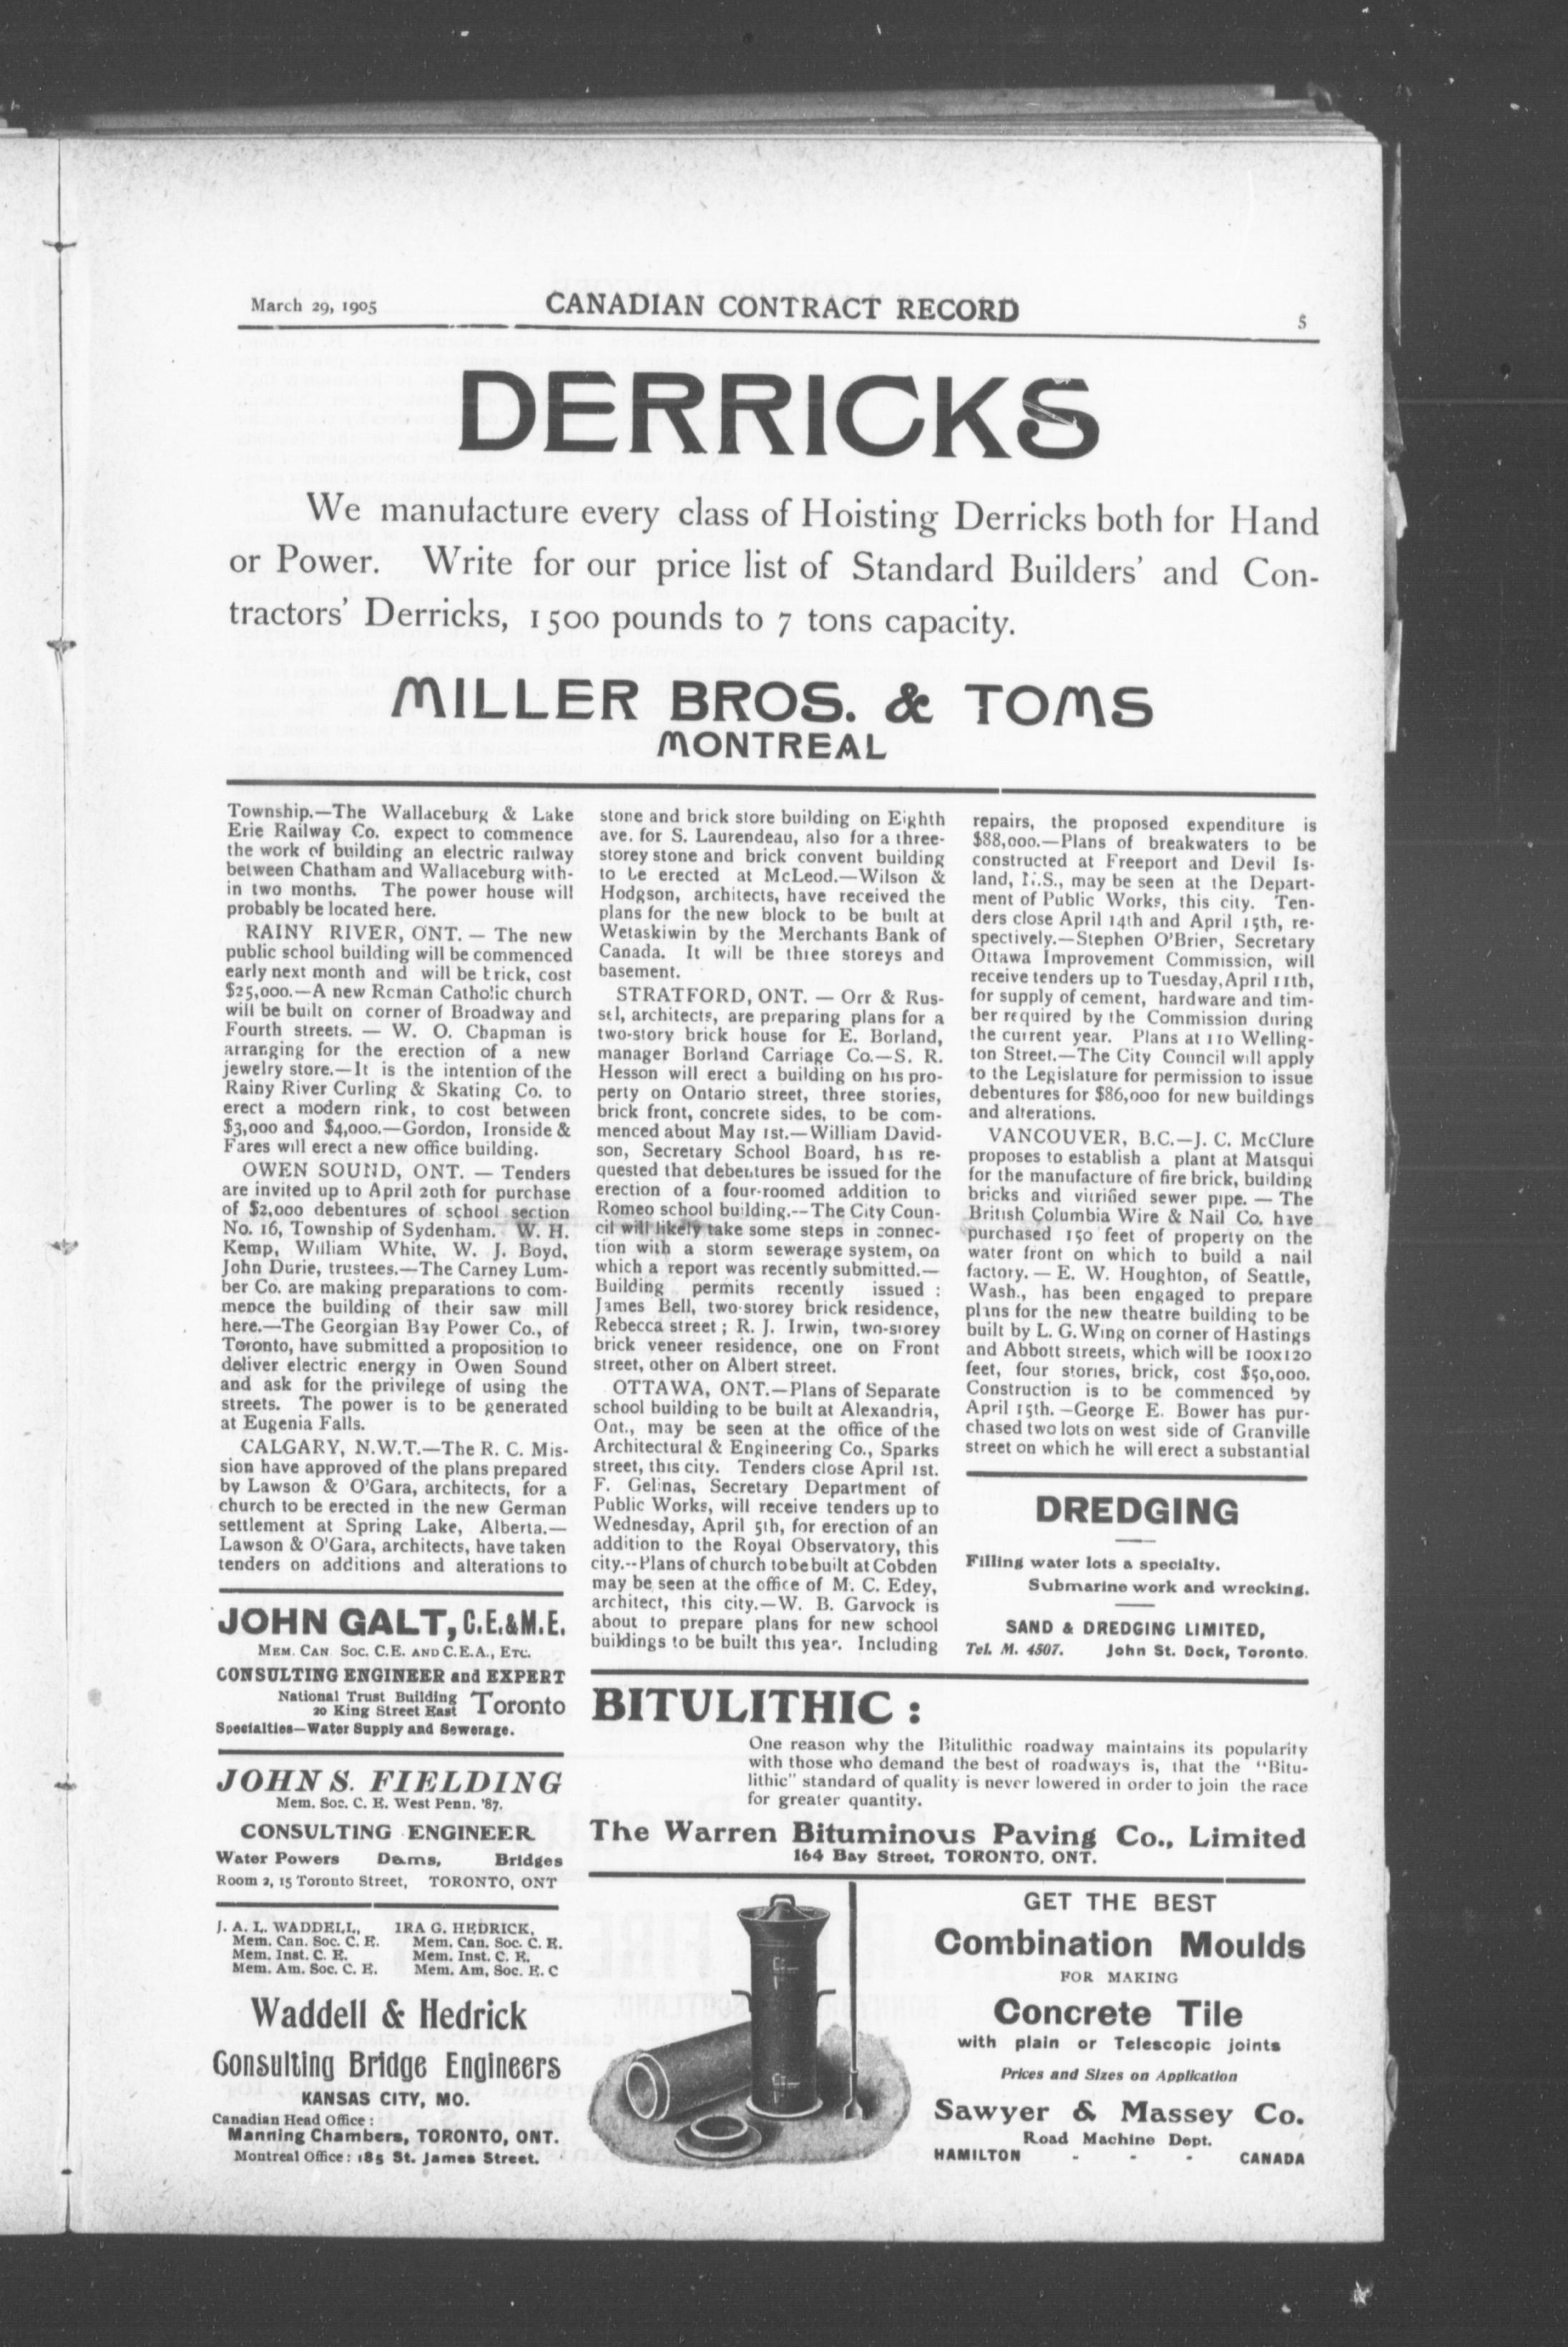 March 29, 1905
CANADIAN CONTRACT RECORD
5
DERRICKS
We manufacture every class of Hoisting Derricks both for Hand
or Power. Write for our price list of Standard Builders' and Con-
tractors' Derricks, 1500 pounds to 7 tons capacity.
MILLER BROS. & TOMS
MONTREAL
Township.—The Wallaceburg & Lake
Erie Railway Co. expect to commence
the work of building an electric railway
between Chatham and Wallaceburg with-
in two months. The power house will
probably be located here.
RAINY RIVER, ONT. — The new
public school building will be commenced
early next month and will be brick, cost
$25,000.—A new Roman Catholic church
will be built on corner of Broadway and
Fourth streets. — W. O. Chapman is
arranging for the erection of a new
jewelry store.—It is the intention of the
Rainy River Curling & Skating Co. to
erect a modern rink, to cost between
$3,000 and $4,000.—Gordon, Ironside &
Fares will erect a new office building.
OWEN SOUND, ONT. — Tenders
are invited up to April 20th for purchase
of $2,000 debentures of school section
No. 16, Township of Sydenham. W. H.
Kemp, William White, W. J. Boyd,
John Durie, trustees.—The Carney Lum-
ber Co. are making preparations to com-
mence the building of their saw mill
here.—The Georgian Bay Power Co., of
Toronto, have submitted a proposition to
deliver electric energy in Owen Sound
and ask for the privilege of using the
streets. The power is to be generated
at Eugenia Falls.
CALGARY, N.W.T.—The R. C. Mis-
sion have approved of the plans prepared
by Lawson & O'Gara, architects, for a
church to be erected in the new German
settlement at Spring Lake, Alberta.—
Lawson & O'Gara, architects, have taken
tenders on additions and alterations to
stone and brick store building on Eighth
ave. for S. Laurendeau, also for a three-
storey stone and brick convent building
to be erected at McLeod.—Wilson &
Hodgson, architects, have received the
plans for the new block to be built at
Wetaskiwin by the Merchants Bank of
Canada. It will be three storeys and
basement.
STRATFORD, ONT. — Orr & Rus-
sel, architects, are preparing plans for a
two-story brick house for E. Borland,
manager Borland Carriage Co.—S. R.
Hesson will erect a building on his pro-
perty on Ontario street, three stories,
brick front, concrete sides, to be com-
menced about May 1st.—William David-
son, Secretary School Board, has re-
quested that debentures be issued for the
erection of a four-roomed addition to
Romeo school building.--The City Coun-
cil will likely take some steps in connec-
tion with a storm sewerage system, on
which a report was recently submitted.—
Building permits recently issued :
James Bell, two-storey brick residence,
Rebecca street ; R. J. Irwin, two-storey
brick veneer residence, one on Front
street, other on Albert street.
OTTAWA, ONT.—Plans of Separate
school building to be built at Alexandria,
Ont., may be seen at the office of the
Architectural & Engineering Co., Sparks
street, this city. Tenders close April 1st.
F. Gelinas, Secretary Department of
Public Works, will receive tenders up to
Wednesday, April 5th, for erection of an
addition to the Royal Observatory, this
city.--Plans of church to be built at Cobden
may be seen at the office of M. C. Edey,
architect, this city.—W. B. Garvock is
about to prepare plans for new school
buildings to be built this year. Including
repairs, the proposed expenditure is
$88,000.—Plans of breakwaters to be
constructed at Freeport and Devil Is-
land, N.S., may be seen at the Depart-
ment of Public Works, this city. Ten-
ders close April 14th and April 15th, re-
spectively.—Stephen O'Brier, Secretary
Ottawa Improvement Commission, will
receive tenders up to Tuesday, April 11th,
for supply of cement, hardware and tim-
ber required by the Commission during
the current year. Plans at 110 Welling-
ton Street.—The City Council will apply
to the Legislature for permission to issue
debentures for $86,000 for new buildings
and alterations.
VANCOUVER, B.C.—J. C. McClure
proposes to establish a plant at Matsqui
for the manufacture of fire brick, building
bricks and vitrified sewer pipe. — The
British Columbia Wire & Nail Co. have
purchased 150 feet of property on the
water front on which to build a nail
factory. — E. W. Houghton, of Seattle,
Wash., has been engaged to prepare
plans for the new theatre building to be
built by L. G. Wing on corner of Hastings
and Abbott streets, which will be 100x120
feet, four stories, brick, cost $50,000.
Construction is to be commenced by
April 15th. —George E. Bower has pur-
chased two lots on west side of Granville
street on which he will erect a substantial
JOHN GALT, C.E.&M.E.
MEM. CAN. SOC. C.E. AND C.E.A., ETC.
CONSULTING ENGINEER and EXPERT
National Trust Building
20 King Street East Toronto
Specialties—Water Supply and Sewerage.
JOHN S. FIELDING
Mem. Soc. C. E. West Penn. '87.
CONSULTING ENGINEER
Water Powers Dams, Bridges
Room 2, 15 Toronto Street, TORONTO, ONT
J. A. L. WADDELL, IRA G. HEDRICK,
Mem. Can. Soc. C. E. Mem. Can. Soc. C. E.
Mem. Inst. C. E. Mem. Inst. C. E.
Mem. Am. Soc. C. E. Mem. Am, Soc. E. C
Waddell & Hedrick
Consulting Bridge Engineers
KANSAS CITY, MO.
Canadian Head Office :
Manning Chambers, TORONTO, ONT.
Montreal Office : 185 St. James Street.
DREDGING
Filling water lots a specialty.
Submarine work and wrecking.
SAND & DREDGING LIMITED,
Tel. M. 4507. John St. Dock, Toronto.
BITULITHIC :
One reason why the Bitulithic roadway maintains its popularity
with those who demand the best of roadways is, that the "Bitu-
lithic" standard of quality is never lowered in order to join the race
for greater quantity.
The Warren Bituminous Paving Co., Limited
164 Bay Street, TORONTO, ONT.
GET THE BEST
Combination Moulds
FOR MAKING
Concrete Tile
with plain or Telescopic joints
Prices and Sizes on Application
Sawyer & Massey Co.
Road Machine Dept.
HAMILTON - - - CANADA